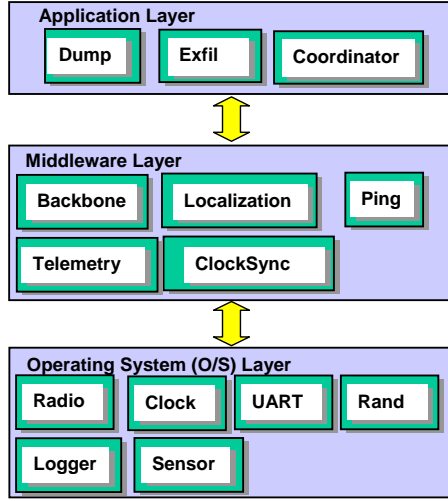 Application Layer
Dump Exfil Coordinator
Middleware Layer
Backbone Localization Ping
Telemetry ClockSync
Operating System (O/S) Layer
Radio Clock UART Rand
Logger Sensor